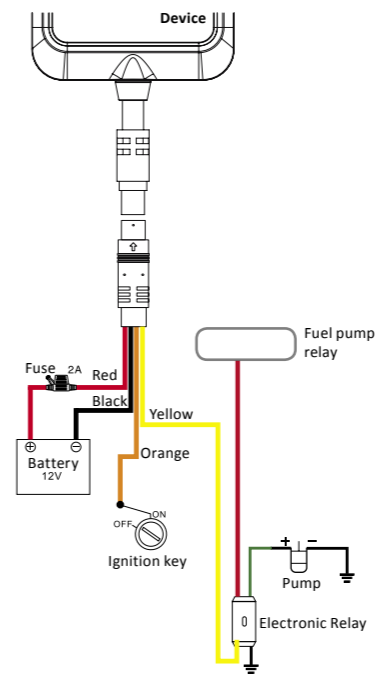 Device
Fuel pump
relay
Fuse 2A
Red
Black
Yellow
+ −
Battery
12V
Orange
ON
OFF
Ignition key
+ −
Pump
0
Electronic Relay